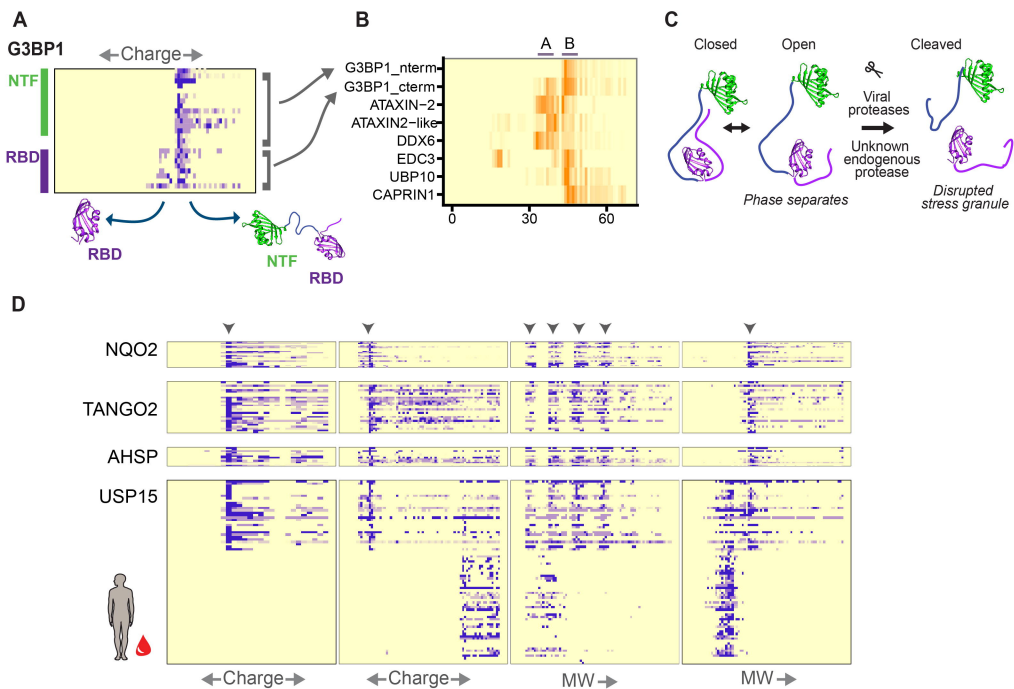 A
G3BP1
Charge
NTF
RBD
RBD
NTF
RBD
B
A B
G3BP1_nterm
G3BP1_cterm
ATAXIN-2
ATAXIN2-like
DDX6
EDC3
UBP10
CAPRIN1
0 30 60
C
Closed Open Cleaved
Viral
proteases
Unknown
endogenous
protease
Phase separates
Disrupted
stress granule
D
NQO2
TANGO2
AHSP
USP15
Charge Charge MW MW